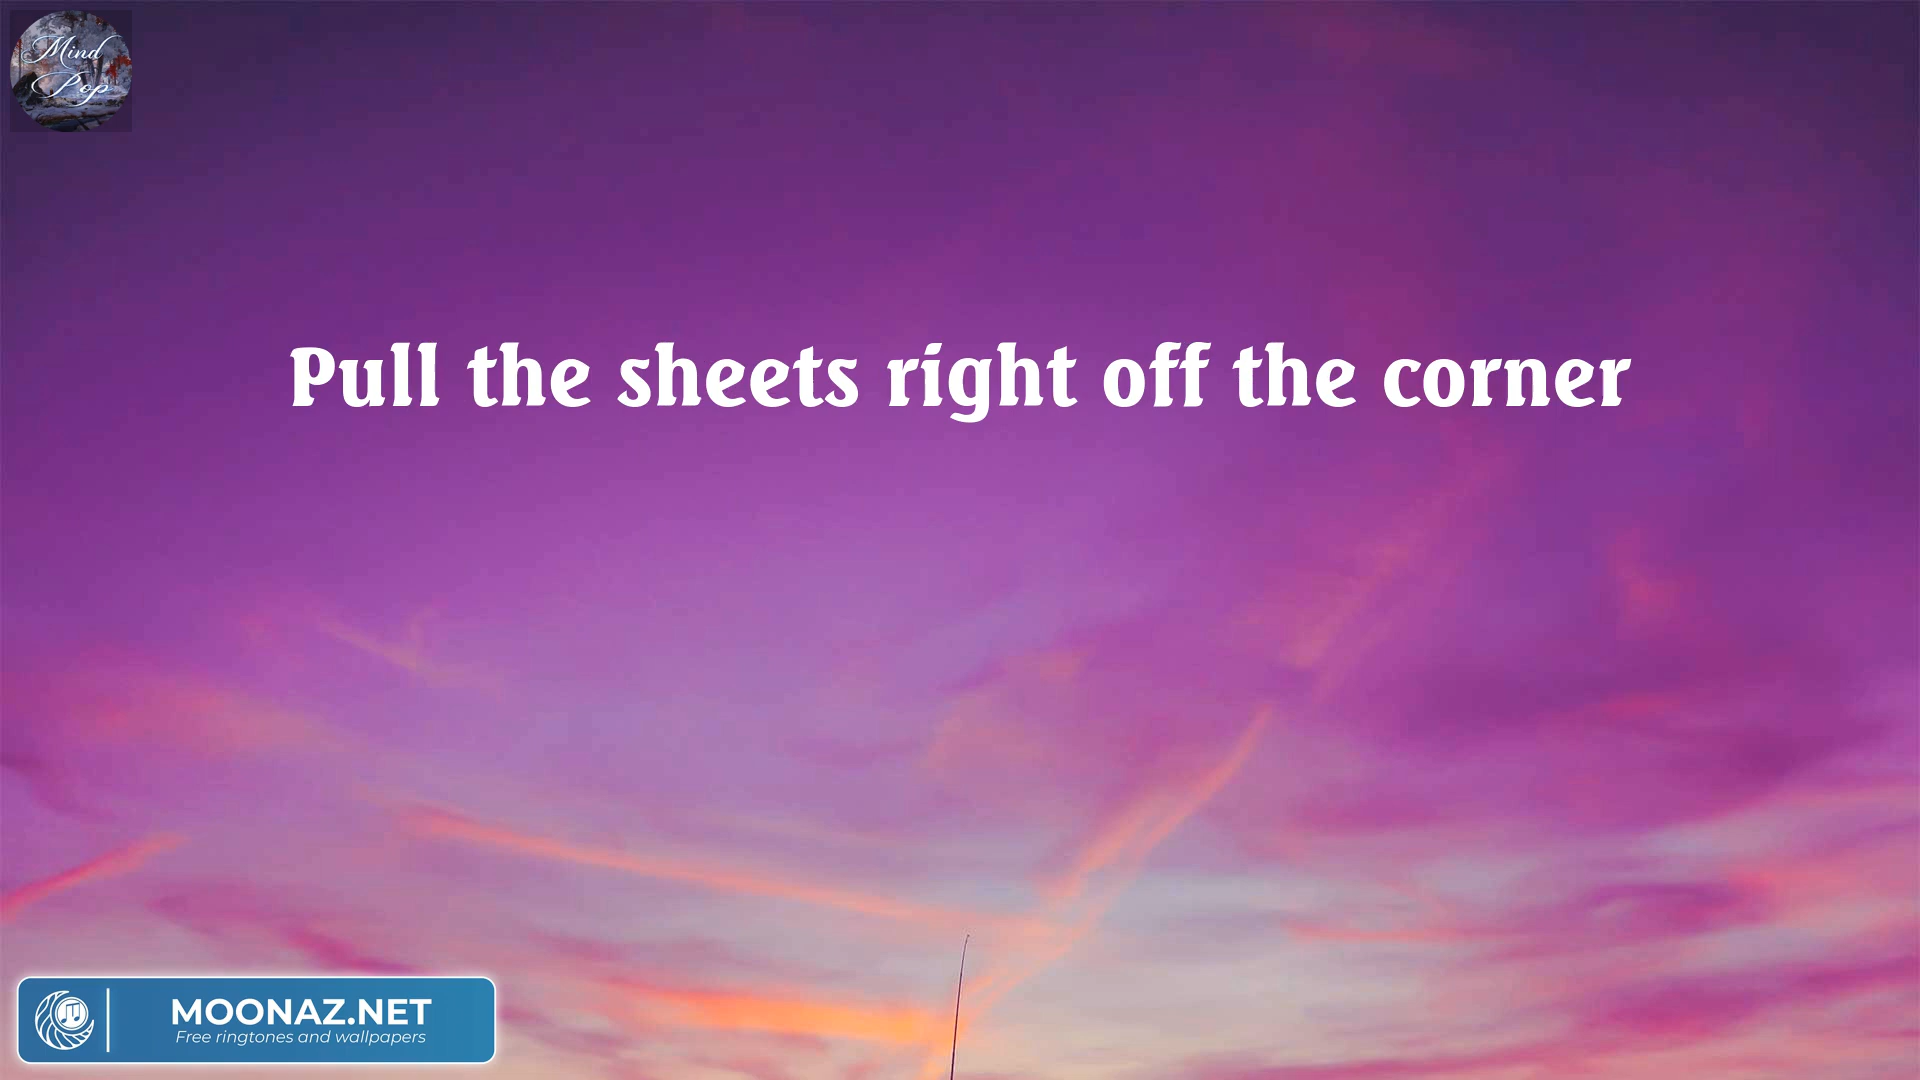 Mind
Pop
Pull the sheets right off the corner
MOONAZ.NET
Free ringtones and wallpapers